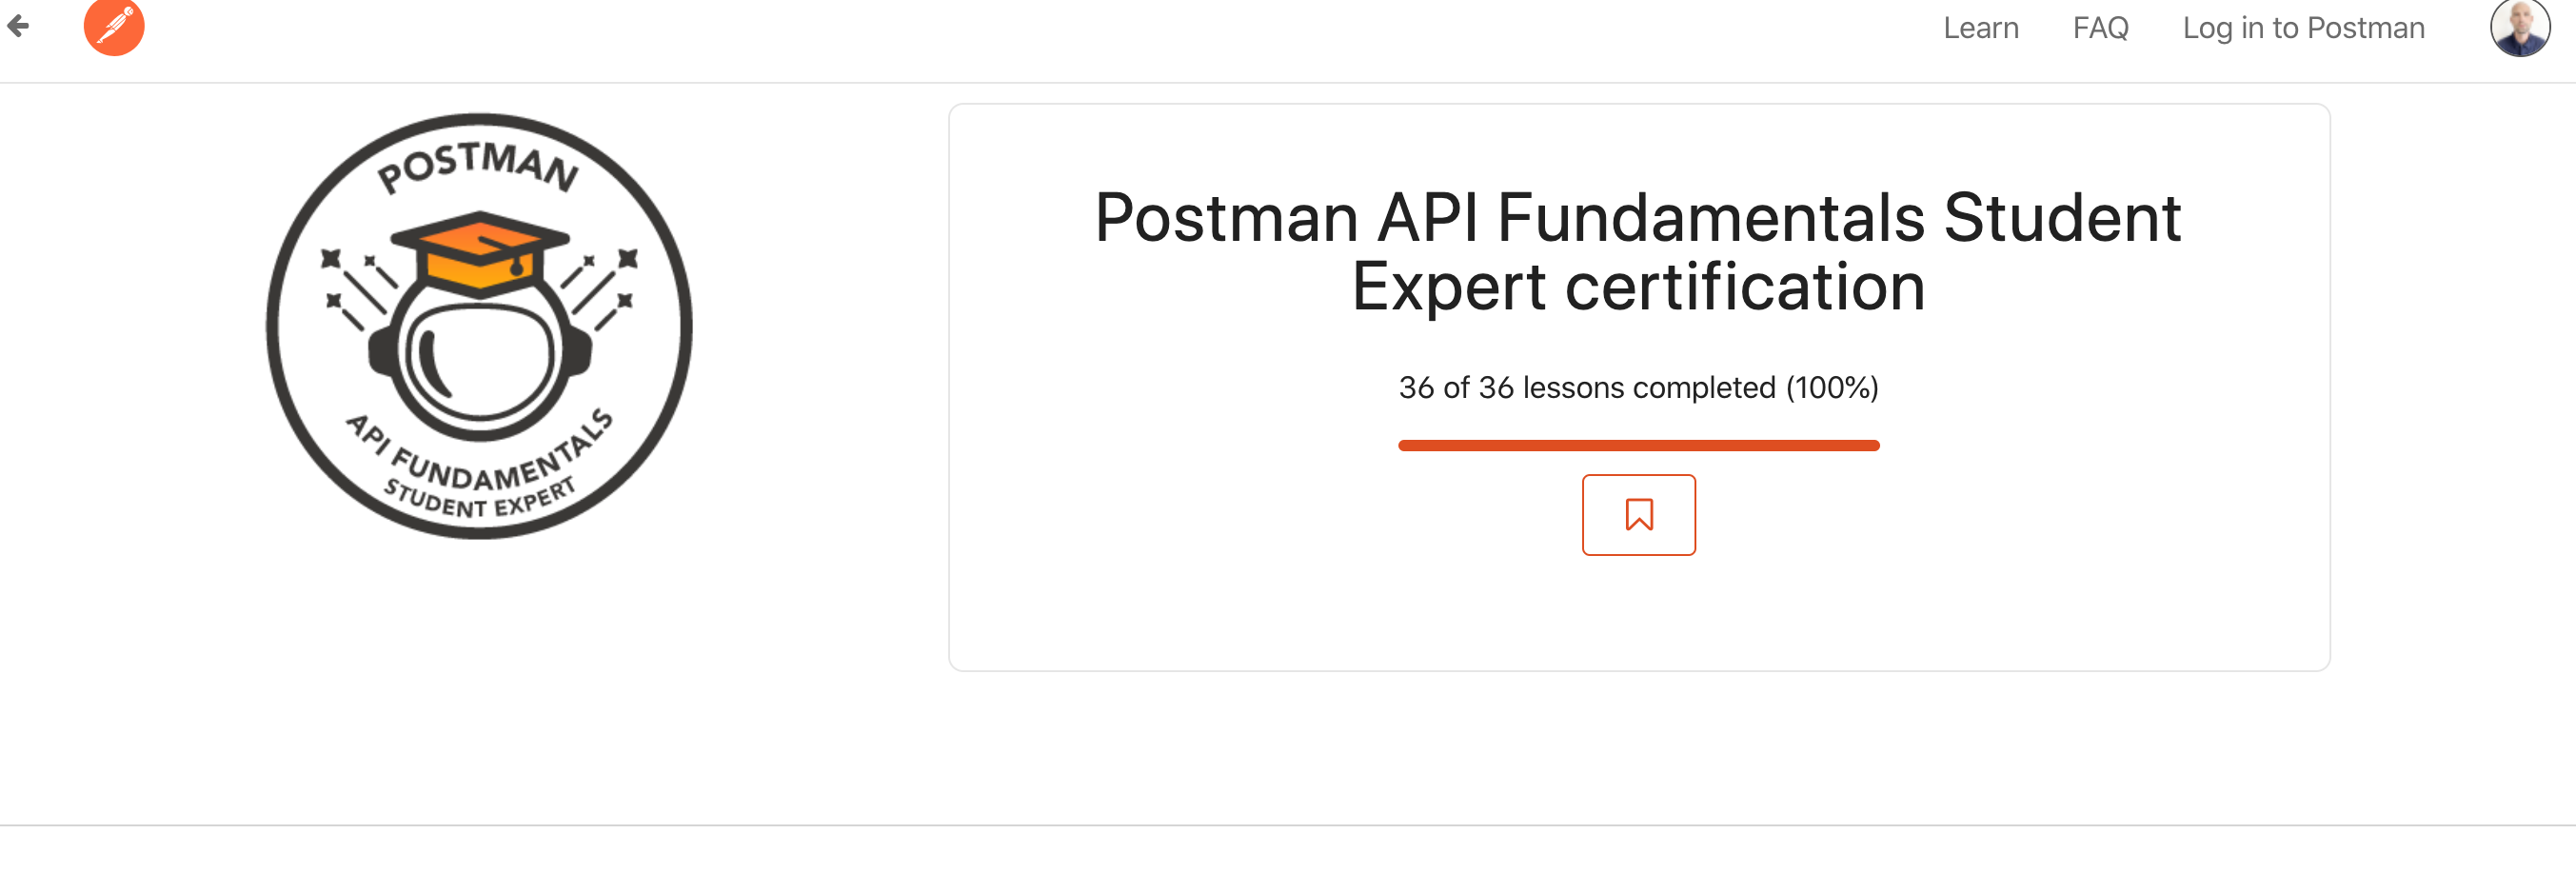 Learn
FAQ
Log in to Postman
POSTMAN
API FUNDAMENTALS
STUDENT EXPERT
Postman API Fundamentals Student
Expert certification
36 of 36 lessons completed (100%)